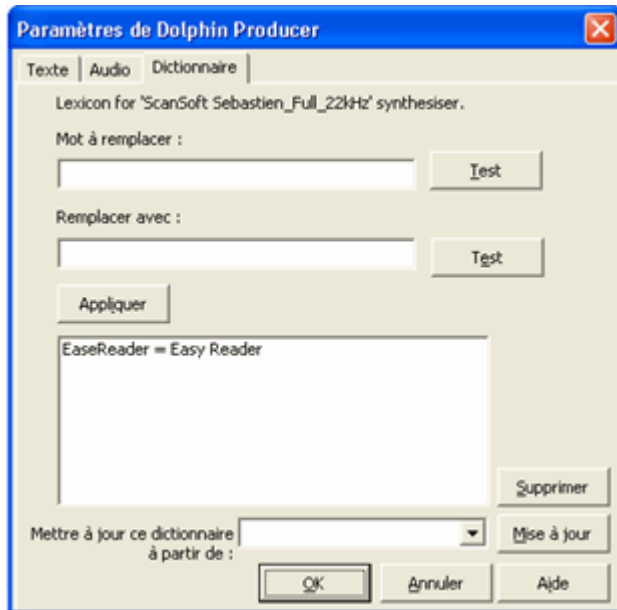 Paramètres de Dolphin Producer
Texte Audio Dictionnaire
Lexicon for 'ScanSoft Sebastien_Full_22kHz' synthesiser.
Mot à remplacer :
Test
Remplacer avec :
Test
Appliquer
EaseReader = Easy Reader
Supprimer
Mettre à jour ce dictionnaire
à partir de :
Mise à jour
OK Annuler Aide